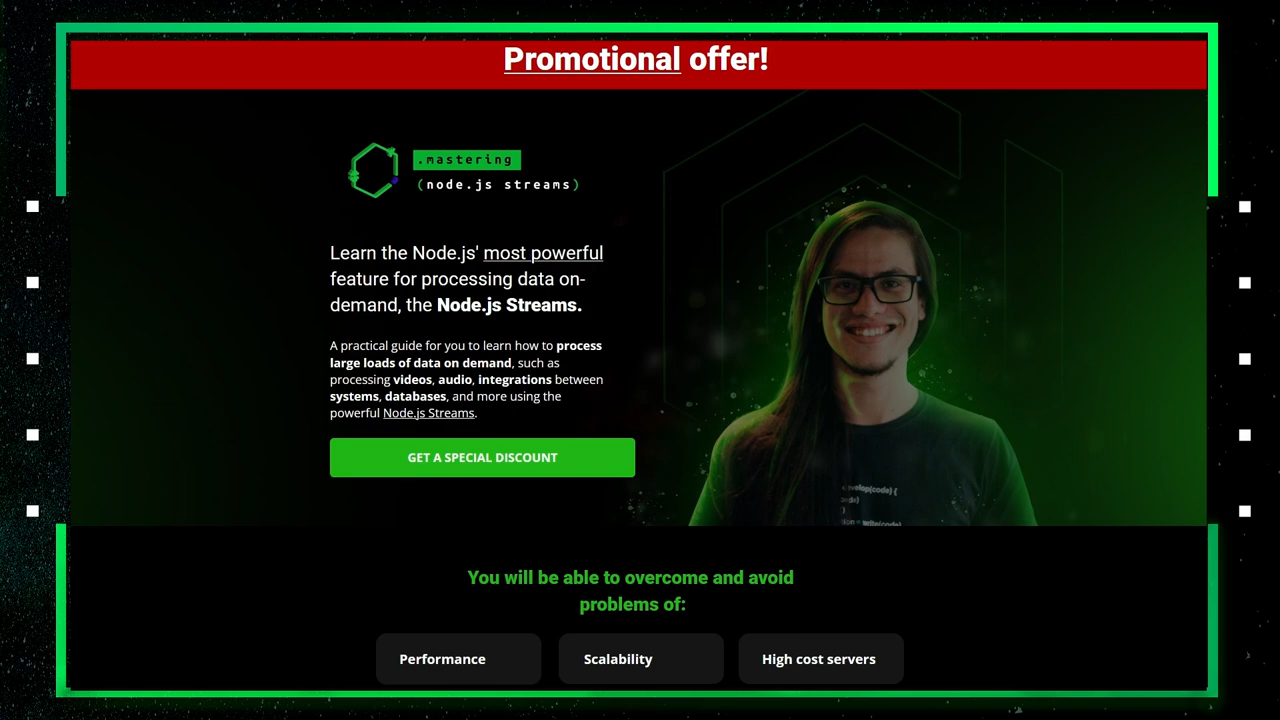 Promotional offer!
.mastering
(node.js streams)
Learn the Node.js' most powerful
feature for processing data on-
demand, the Node.js Streams.
A practical guide for you to learn how to process
large loads of data on demand, such as
processing videos, audio, integrations between
systems, databases, and more using the
powerful Node.js Streams.
GET A SPECIAL DISCOUNT
You will be able to overcome and avoid
problems of:
Performance
Scalability
High cost servers